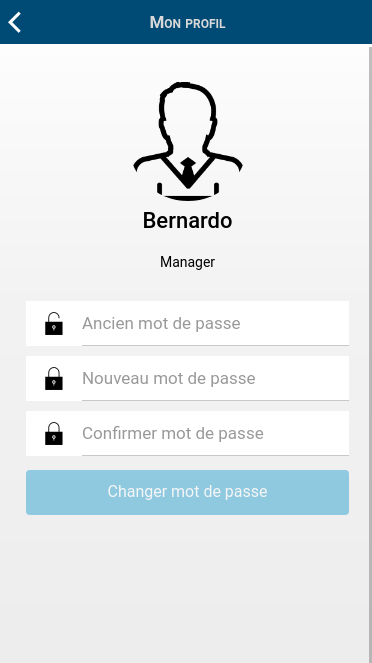 Mon profil
Bernardo
Manager
Ancien mot de passe
Nouveau mot de passe
Confirmer mot de passe
Changer mot de passe